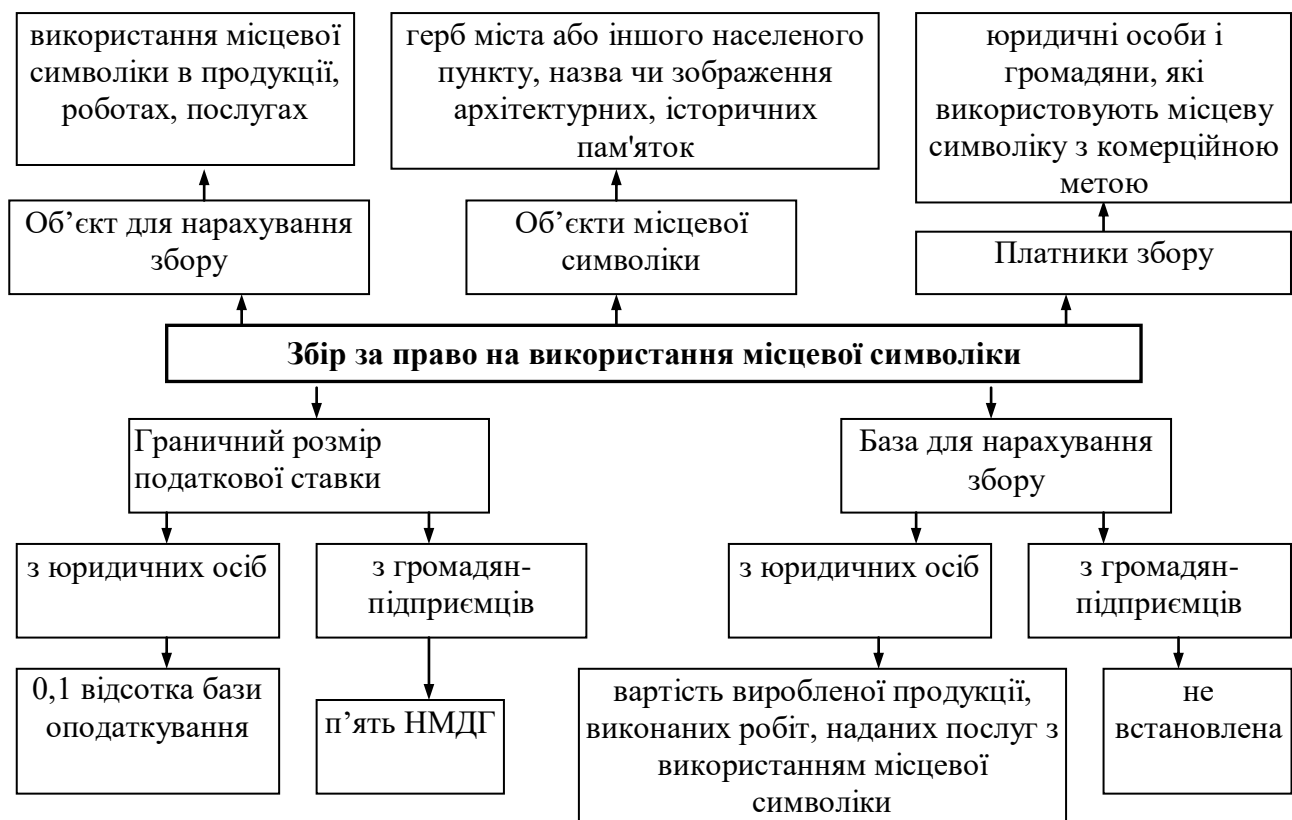 використання місцевої
символіки в продукції,
роботах, послугах
герб міста або іншого населеного
пункту, назва чи зображення
архітектурних, історичних
пам'яток
юридичні особи і
громадяни, які
використовують місцеву
символіку з комерційною
метою
Об’єкт для нарахування
збору
Об’єкти місцевої
символіки
Платники збору
Збір за право на використання місцевої символіки
Граничний розмір
податкової ставки
База для нарахування
збору
з юридичних осіб
з громадян-
підприємців
з юридичних осіб
з громадян-
підприємців
0,1 відсотка бази
оподаткування
п’ять НМДГ
вартість виробленої продукції,
виконаних робіт, наданих послуг з
використанням місцевої
символіки
не
встановлена